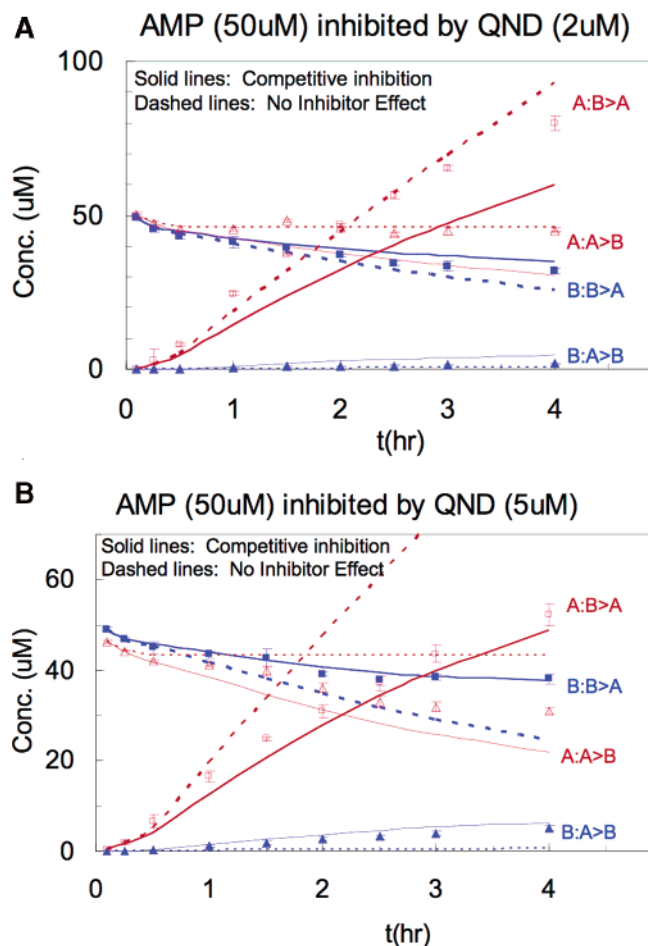 A
AMP (50uM) inhibited by QND (2uM)
100
Solid lines: Competitive inhibition
Dashed lines: No Inhibitor Effect
A:B>A
50
A:A>B
B:B>A
B:A>B
0
Conc. (uM)
0 1 2 3 4
t(hr)
B
AMP (50uM) inhibited by QND (5uM)
Solid lines: Competitive inhibition
Dashed lines: No Inhibitor Effect
60
A:B>A
40
B:B>A
20
A:A>B
B:A>B
0
Conc. (uM)
0 1 2 3 4
t(hr)